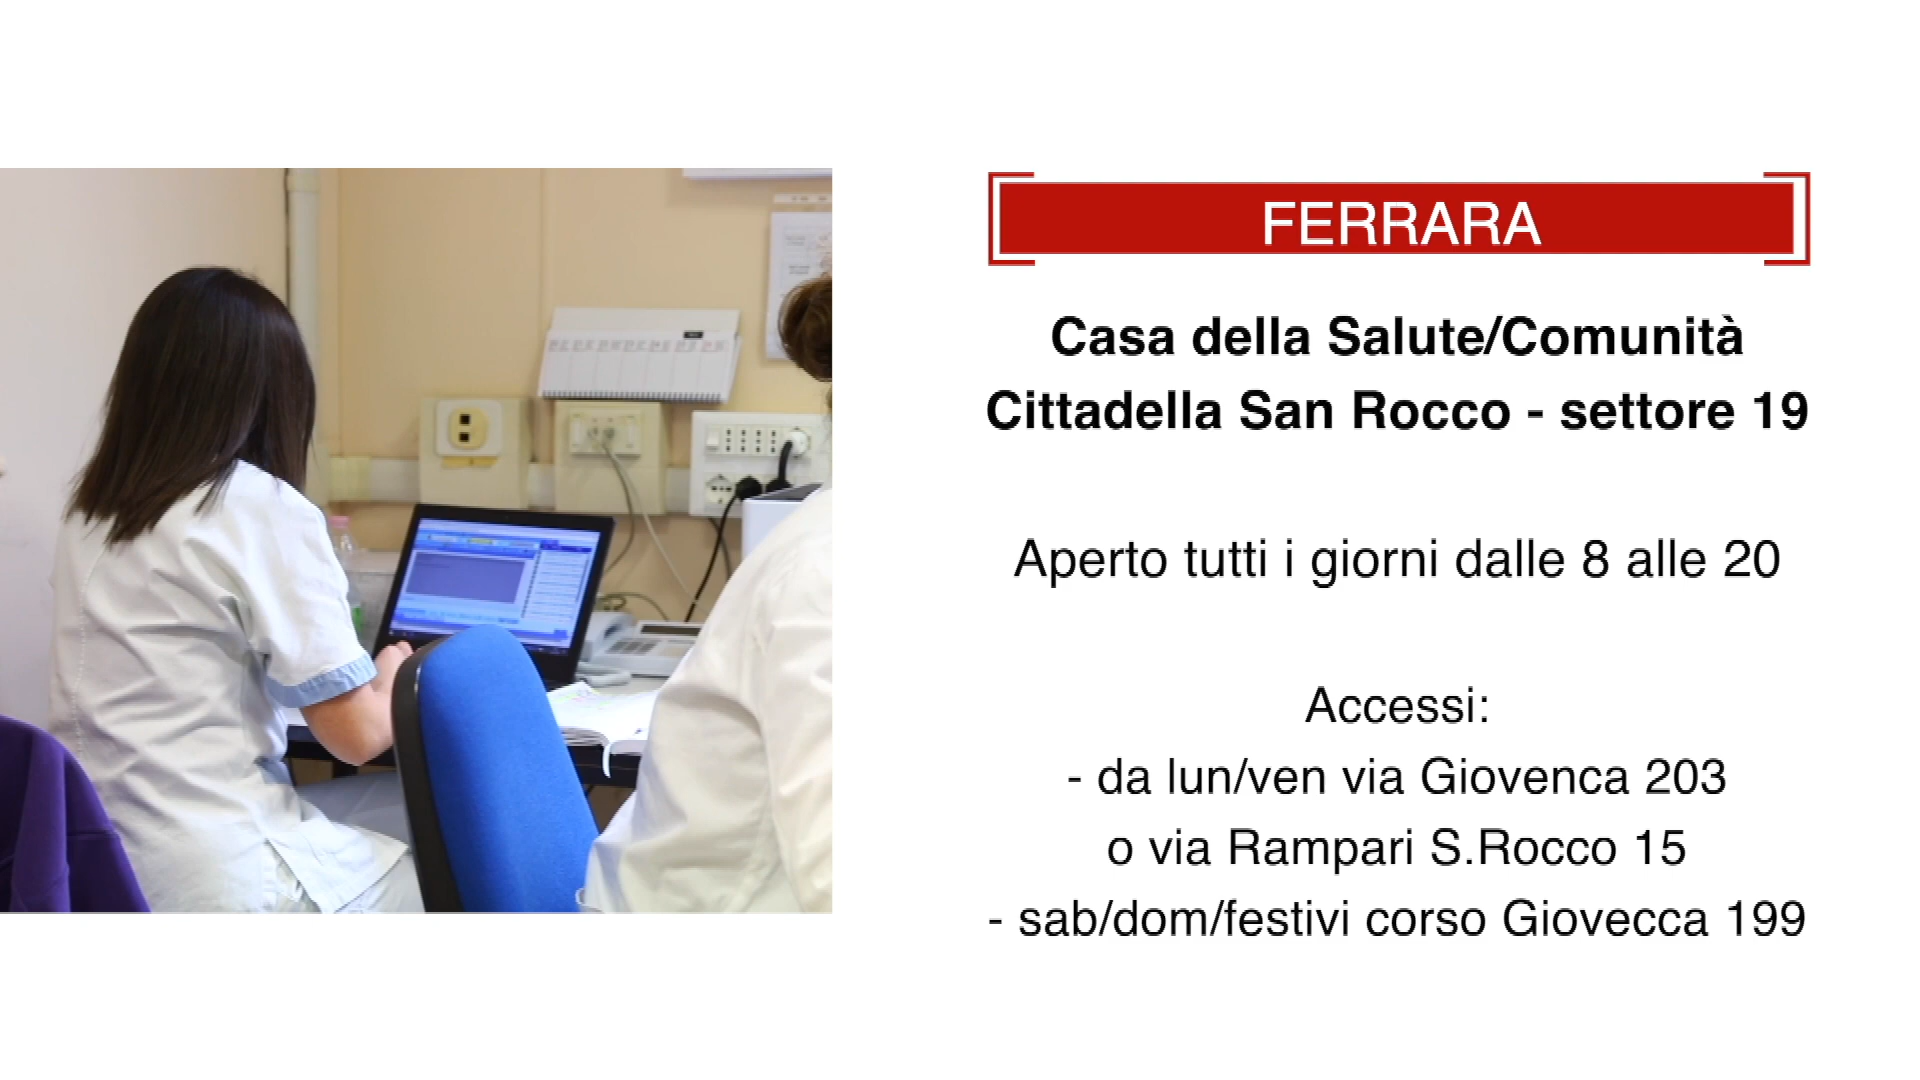 FERRARA
Casa della Salute/Comunità
Cittadella San Rocco - settore 19
Aperto tutti i giorni dalle 8 alle 20
Accessi:
- da lun/ven via Giovenca 203
o via Rampari S.Rocco 15
- sab/dom/festivi corso Giovecca 199